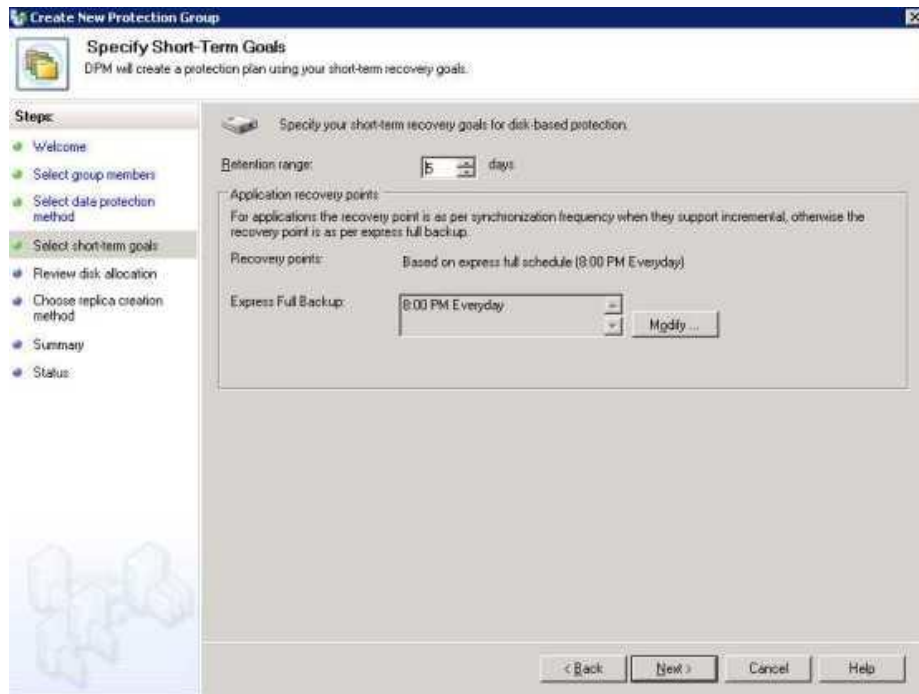 Create New Protection Group
Specify Short-Term Goals
DPM will create a protection plan using your short-term recovery goals.
Steps:
Welcome
Select group members
Select data protection
method
Select short-term goals
Review disk allocation
Choose replica creation
method
Summary
Status
Specify your short-term recovery goals for disk-based protection.
Retention range: 5 days
Application recovery points
For applications the recovery point is as per synchronization frequency when they support incremental, otherwise the
recovery point is as per express full backup.
Recovery points: Based on express full schedule (8:00 PM Everyday)
Express Full Backup: 8:00 PM Everyday
Modify ...
< Back Next > Cancel Help